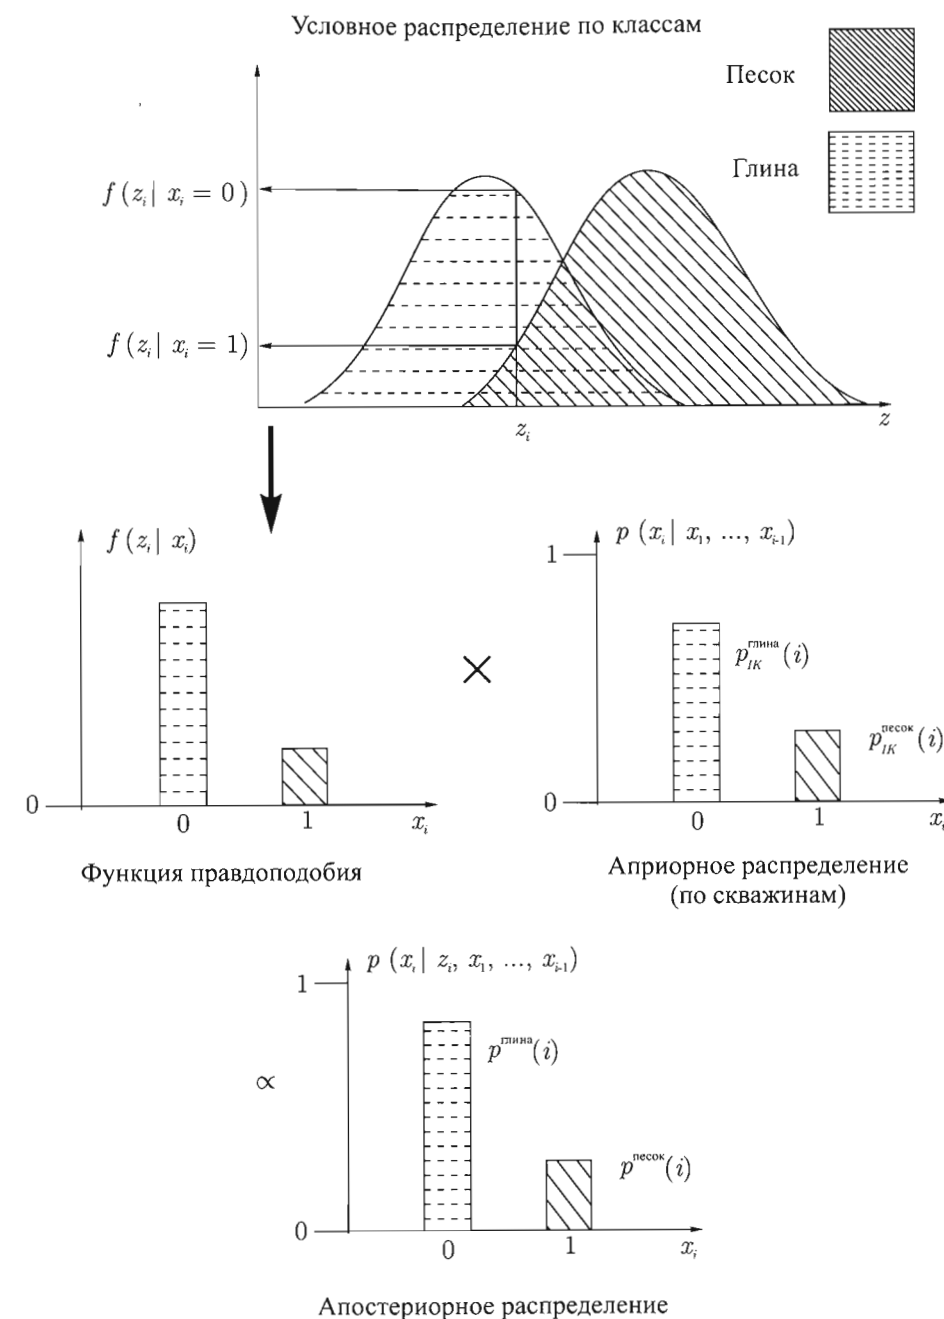 Условное распределение по классам
Песок
Глина
f (z_i | x_i = 0)
f (z_i | x_i = 1)
z_i
z
f (z_i | x_i)
0
0
1
x_i
Функция правдоподобия
×
p (x_i | x_1, ..., x_{i-1})
1
p_{IK}^{глина}(i)
p_{IK}^{песок}(i)
0
0
1
x_i
Априорное распределение
(по скважинам)
∝
p (x_i | z_i, x_1, ..., x_{i-1})
1
p^{глина}(i)
p^{песок}(i)
0
0
1
x_i
Апостериорное распределение